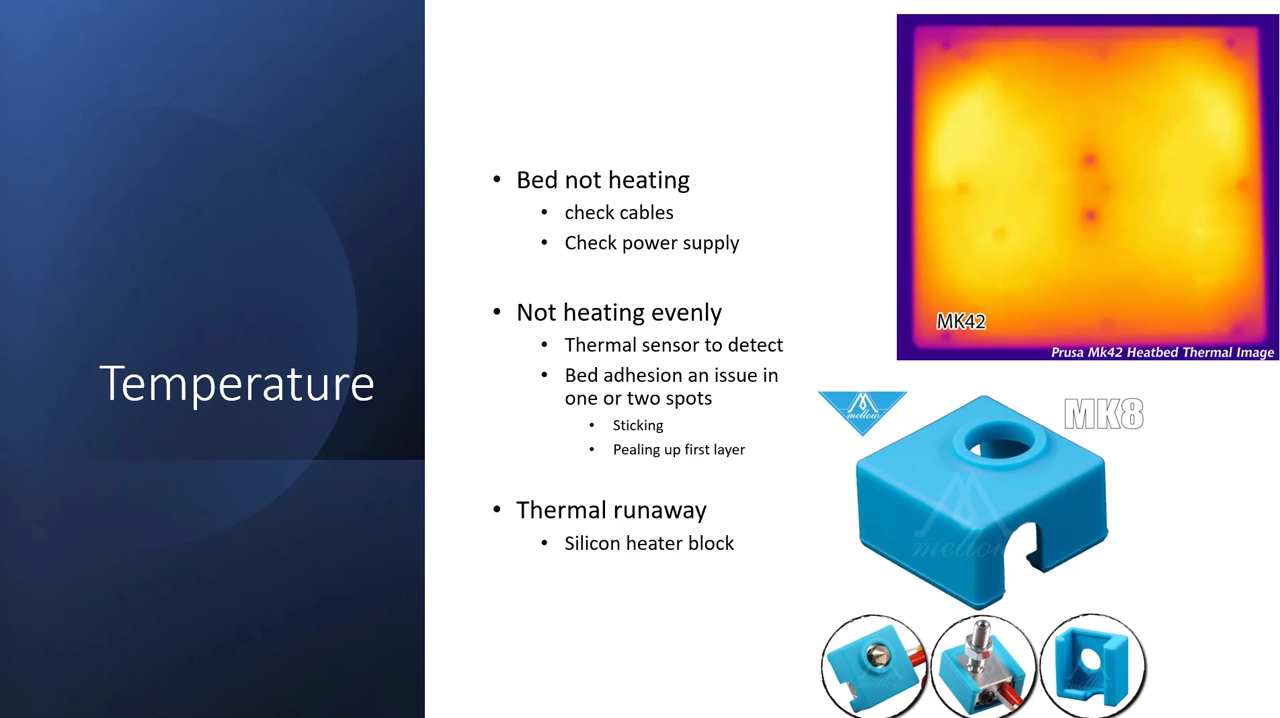 Temperature
Bed not heating
check cables
Check power supply
Not heating evenly
Thermal sensor to detect
Bed adhesion an issue in
one or two spots
Sticking
Pealing up first layer
Thermal runaway
Silicon heater block
MK42
Prusa Mk42 Heatbed Thermal Image
mellow
MK8
mellow